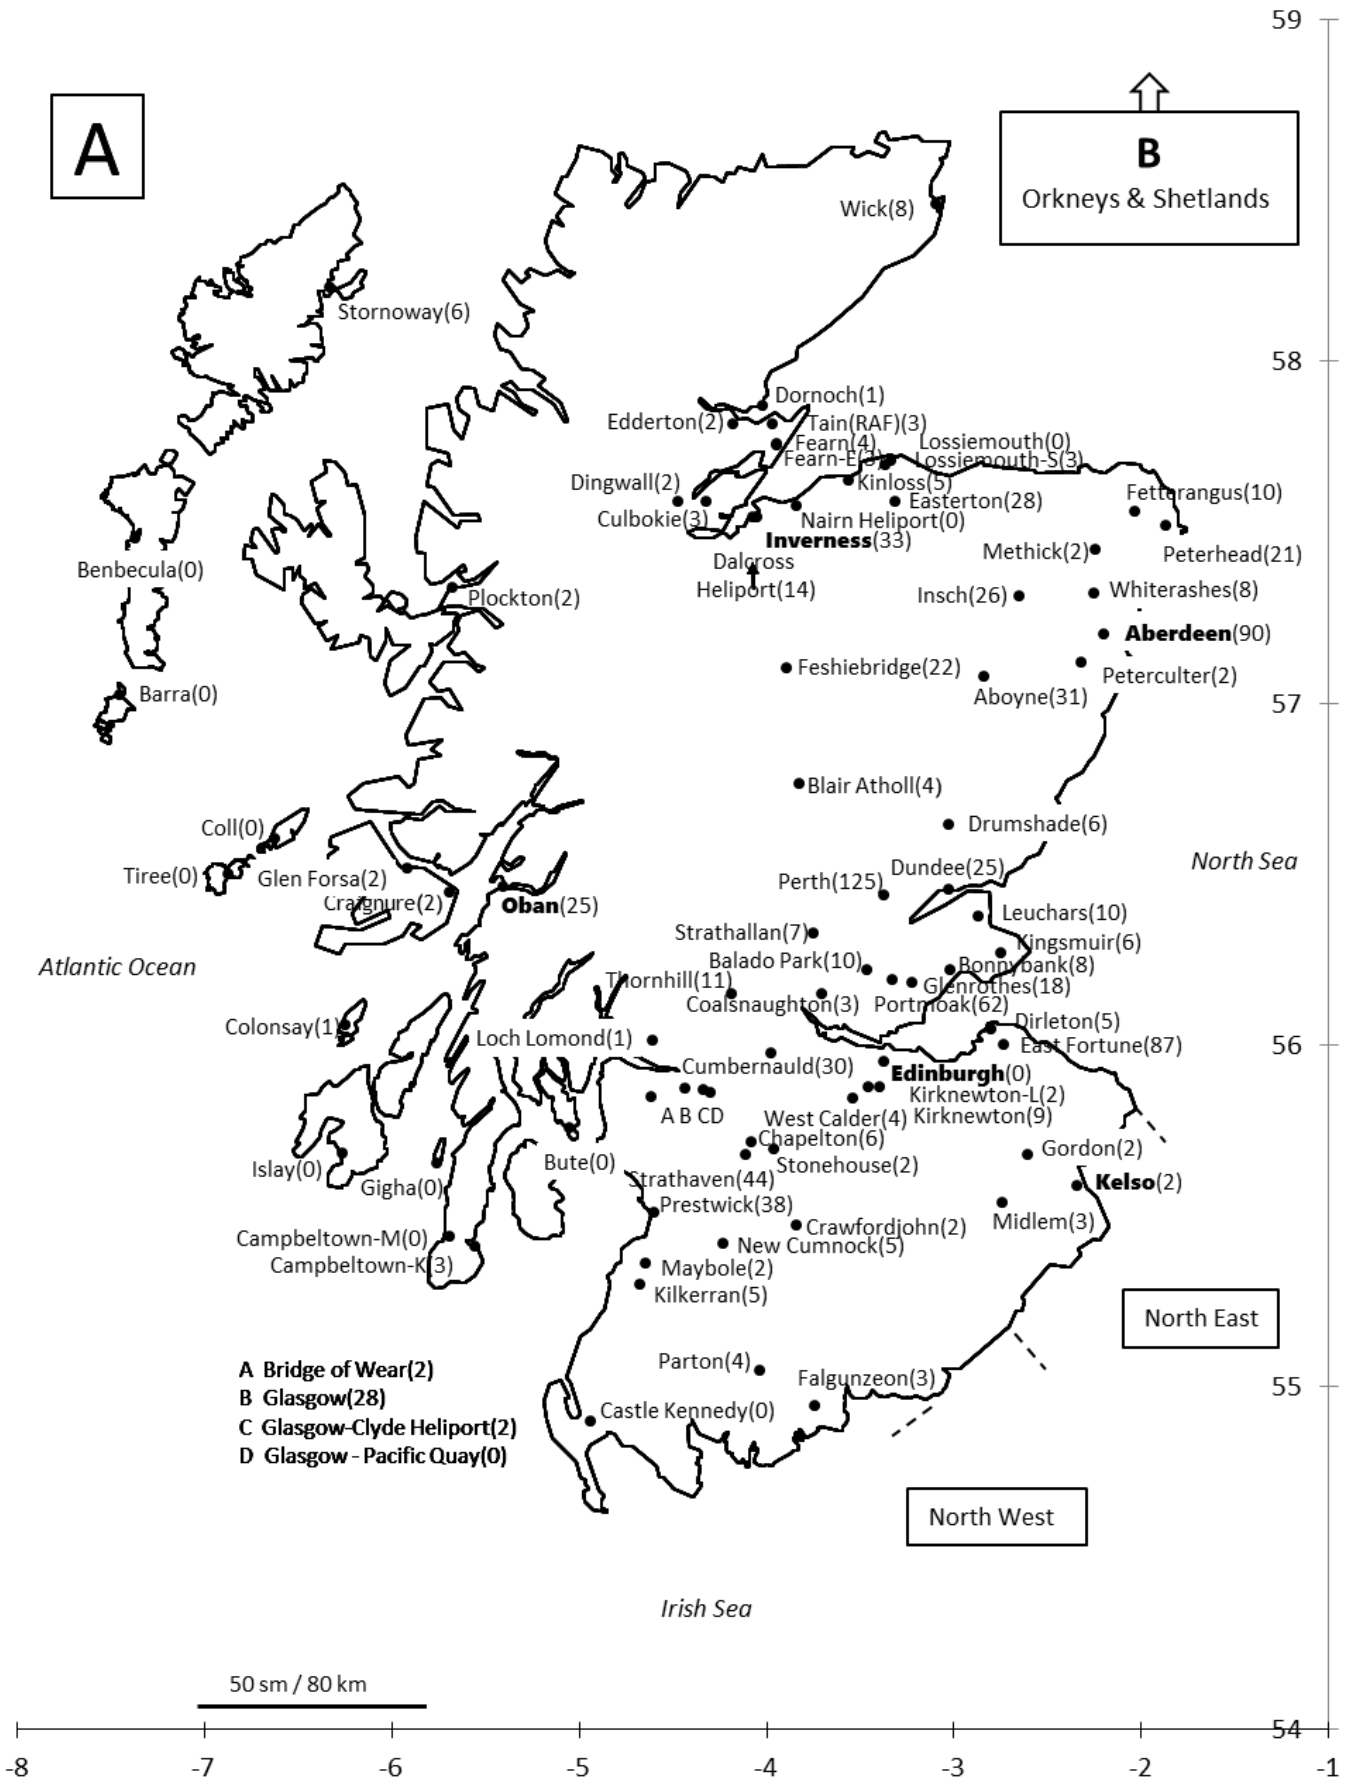 59
A
B
Orkneys & Shetlands
Wick(8)
Stornoway(6)
58
Dornoch(1)
Edderton(2)
Tain(RAF)(3)
Fearn(4)
Lossiemouth(0)
Fearn-E(3)
Lossiemouth-S(3)
Dingwall(2)
Kinloss(5)
Easterton(28)
Fetterangus(10)
Culbokie(3)
Nairn Heliport(0)
Inverness(33)
Methick(2)
Peterhead(21)
Dalcross
Heliport(14)
Benbecula(0)
Plockton(2)
Insch(26)
Whiterashes(8)
Aberdeen(90)
Feshiebridge(22)
Peterculter(2)
Aboyne(31)
Barra(0)
57
Blair Atholl(4)
Coll(0)
Drumshade(6)
North Sea
Tiree(0)
Glen Forsa(2)
Dundee(25)
Perth(125)
Craignure(2)
Oban(25)
Leuchars(10)
Strathallan(7)
Kingsmuir(6)
Atlantic Ocean
Balado Park(10)
Bonnybank(8)
Thornhill(11)
Glenrothes(18)
Coalsnaughton(3)
Portmoak(62)
Colonsay(1)
Loch Lomond(1)
Dirleton(5)
East Fortune(87)
56
Cumbernauld(30)
Edinburgh(0)
Kirknewton-L(2)
A B CD
West Calder(4)
Kirknewton(9)
Chapelton(6)
Gordon(2)
Islay(0)
Bute(0)
Stonehouse(2)
Gigha(0)
Strathaven(44)
Kelso(2)
Prestwick(38)
Midlem(3)
Campbeltown-M(0)
Crawfordjohn(2)
New Cumnock(5)
Campbeltown-K(3)
Maybole(2)
Kilkerran(5)
North East
A Bridge of Wear(2)
Parton(4)
Falgunzeon(3)
55
B Glasgow(28)
Castle Kennedy(0)
C Glasgow-Clyde Heliport(2)
D Glasgow - Pacific Quay(0)
North West
Irish Sea
50 sm / 80 km
54
-8 -7 -6 -5 -4 -3 -2 -1